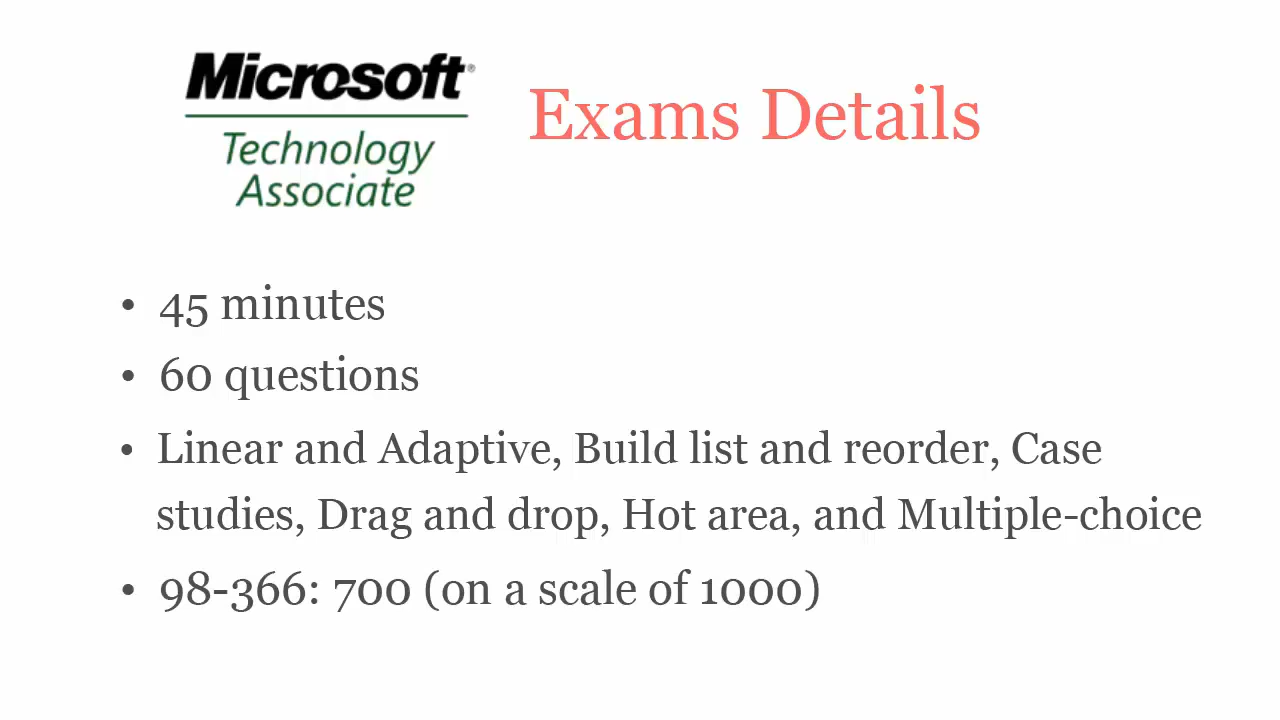 Microsoft®
Technology
Associate
Exams Details
• 45 minutes
• 60 questions
• Linear and Adaptive, Build list and reorder, Case
studies, Drag and drop, Hot area, and Multiple-choice
• 98-366: 700 (on a scale of 1000)